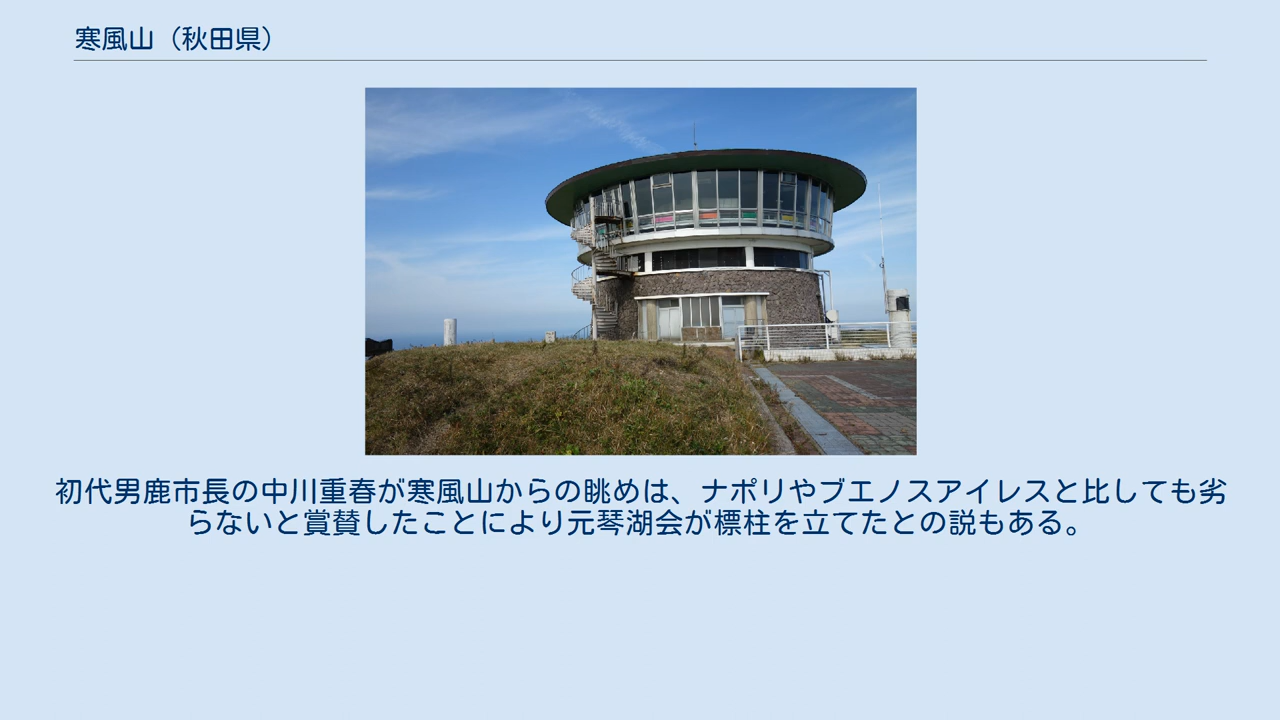 寒風山（秋田県）
初代男鹿市長の中川重春が寒風山からの眺めは、ナポリやブエノスアイレスと比しても劣
らないと賞賛したことにより元琴湖会が標柱を立てたとの説もある。